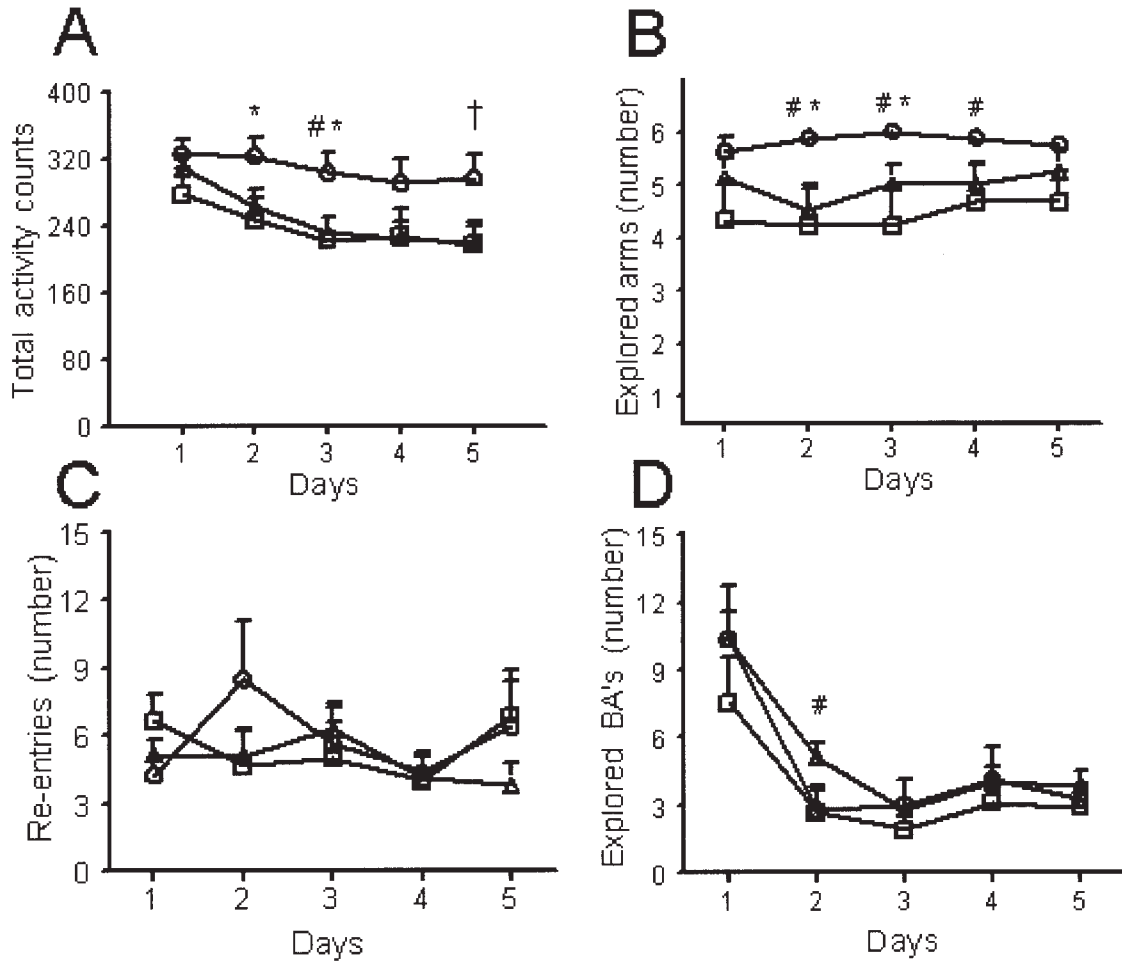 A
Total activity counts
400
320
240
160
80
0
*
# *
†
1 2 3 4 5
Days
B
Explored arms (number)
6
5
4
3
2
1
# *
# *
#
1 2 3 4 5
Days
C
Re-entries (number)
15
12
9
6
3
0
1 2 3 4 5
Days
D
Explored BA's (number)
15
12
9
6
3
0
#
1 2 3 4 5
Days